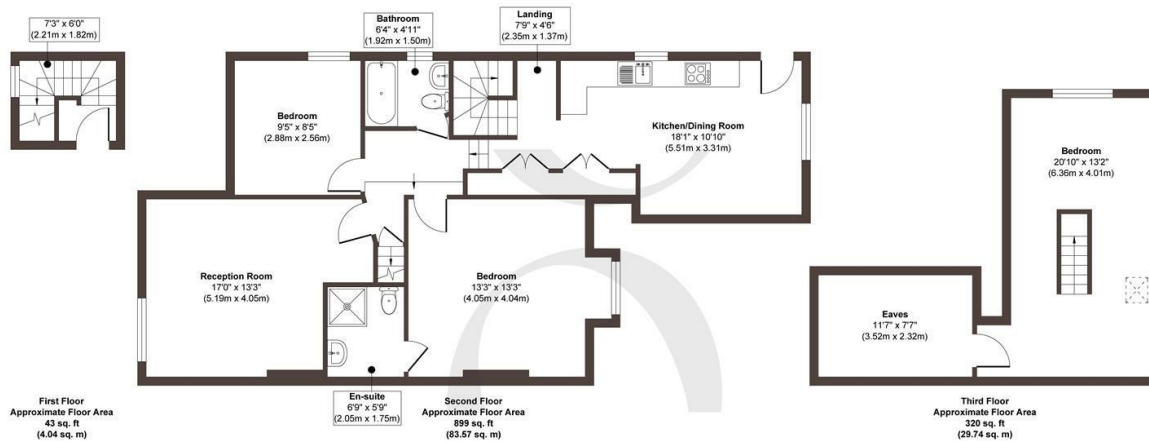 7'3" x 6'0"
(2.21m x 1.82m)
Bathroom
6'4" x 4'11"
(1.92m x 1.50m)
Landing
7'9" x 4'6"
(2.35m x 1.37m)
Bedroom
9'5" x 8'5"
(2.88m x 2.56m)
Kitchen/Dining Room
18'1" x 10'10"
(5.51m x 3.31m)
Bedroom
20'10" x 13'2"
(6.36m x 4.01m)
Reception Room
17'0" x 13'3"
(5.19m x 4.05m)
Bedroom
13'3" x 13'3"
(4.05m x 4.04m)
Eaves
11'7" x 7'7"
(3.52m x 2.32m)
En-suite
6'9" x 5'9"
(2.05m x 1.75m)
First Floor
Approximate Floor Area
43 sq. ft
(4.04 sq. m)
Second Floor
Approximate Floor Area
899 sq. ft
(83.57 sq. m)
Third Floor
Approximate Floor Area
320 sq. ft
(29.74 sq. m)